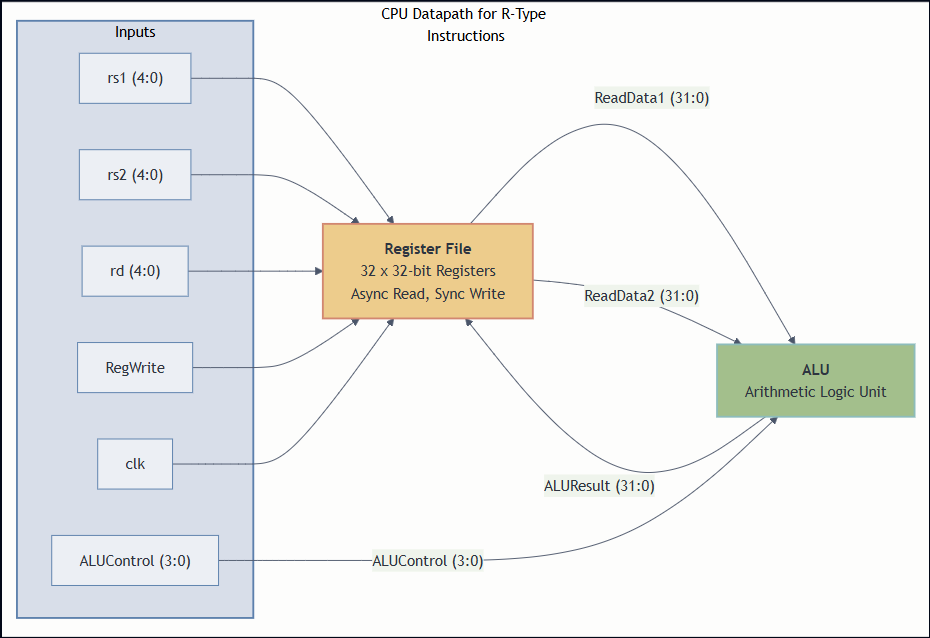 CPU Datapath for R-Type
Instructions
Inputs
rs1 (4:0)
rs2 (4:0)
rd (4:0)
RegWrite
clk
ALUControl (3:0)
Register File
32 x 32-bit Registers
Async Read, Sync Write
ReadData1 (31:0)
ReadData2 (31:0)
ALU
Arithmetic Logic Unit
ALUResult (31:0)
ALUControl (3:0)